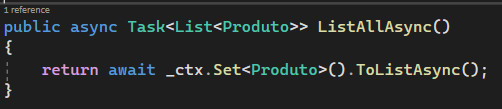 1 reference
public async Task<List<Produto>> ListAllAsync()
{
return await _ctx.Set<Produto>().ToListAsync();
}